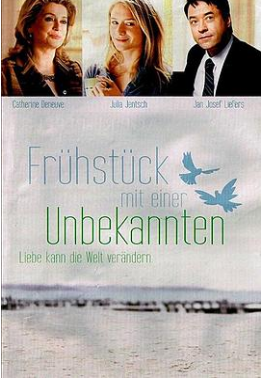 Catherine Deneuve Julia Jentsch Jan Josef Liefers
Frühstück
mit einer
Unbekannten
Liebe kann die Welt verändern